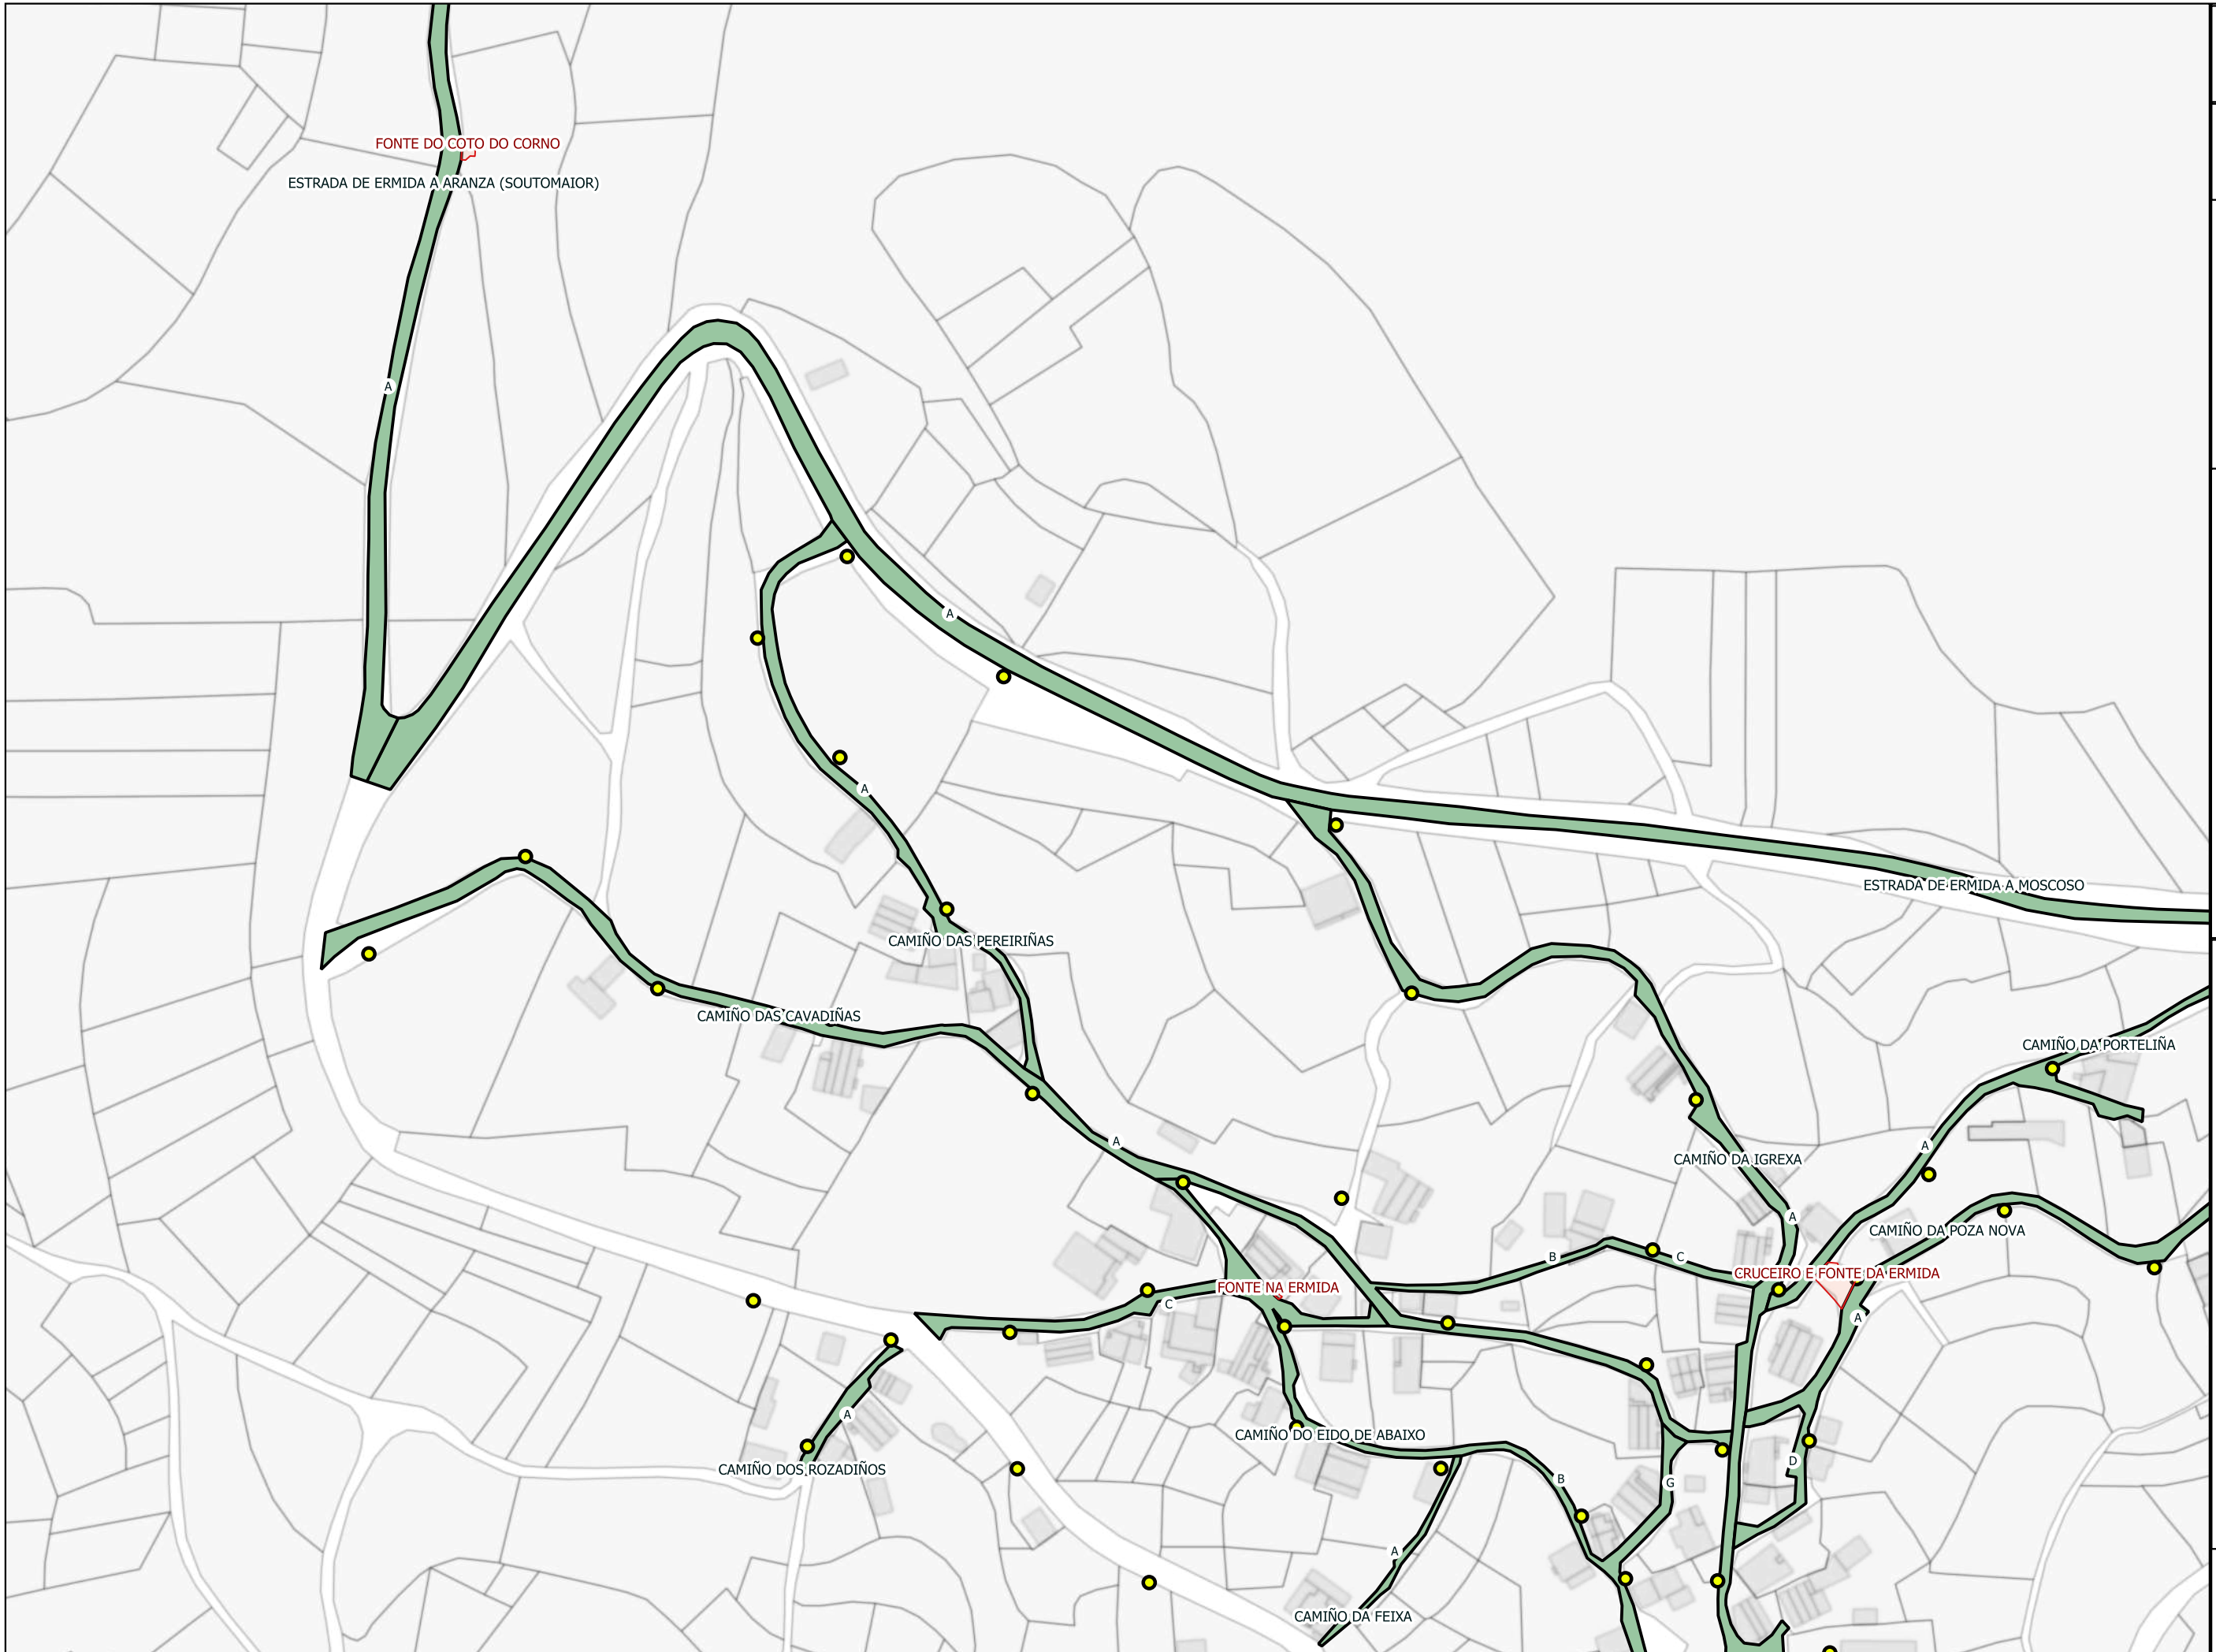 FONTE DO COTO DO CORNO
ESTRADA DE ERMIDA A ARANZA (SOUTOMAIOR)
A
A
A
ESTRADA DE ERMIDA A MOSCOSO
CAMIÑO DAS PEREIRIÑAS
CAMIÑO DAS CAVADIÑAS
CAMIÑO DA PORTELIÑA
A
A
CAMIÑO DA IGREXA
A
CAMIÑO DA POZA NOVA
B
C
CRUCEIRO E FONTE DA ERMIDA
FONTE NA ERMIDA
C
A
A
CAMIÑO DO EIDO DE ABAIXO
D
CAMIÑO DOS ROZADIÑOS
B
G
A
CAMIÑO DA FEIXA